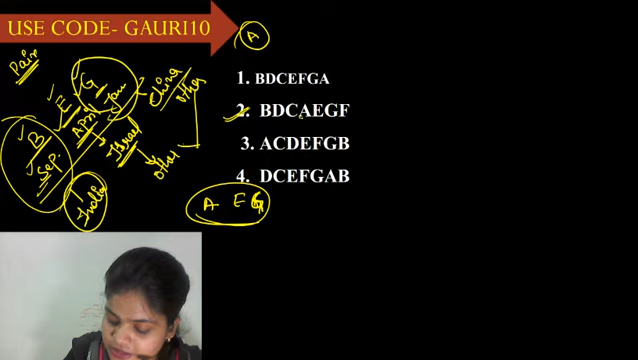 USE CODE- GAURI10
A
Pair
G
Jan
China
other
E
April
Israel
other
B
Sep.
India
1. BDCEFGA
2. BDCAEGF
3. ACDEFGB
4. DCEFGAB
A E G